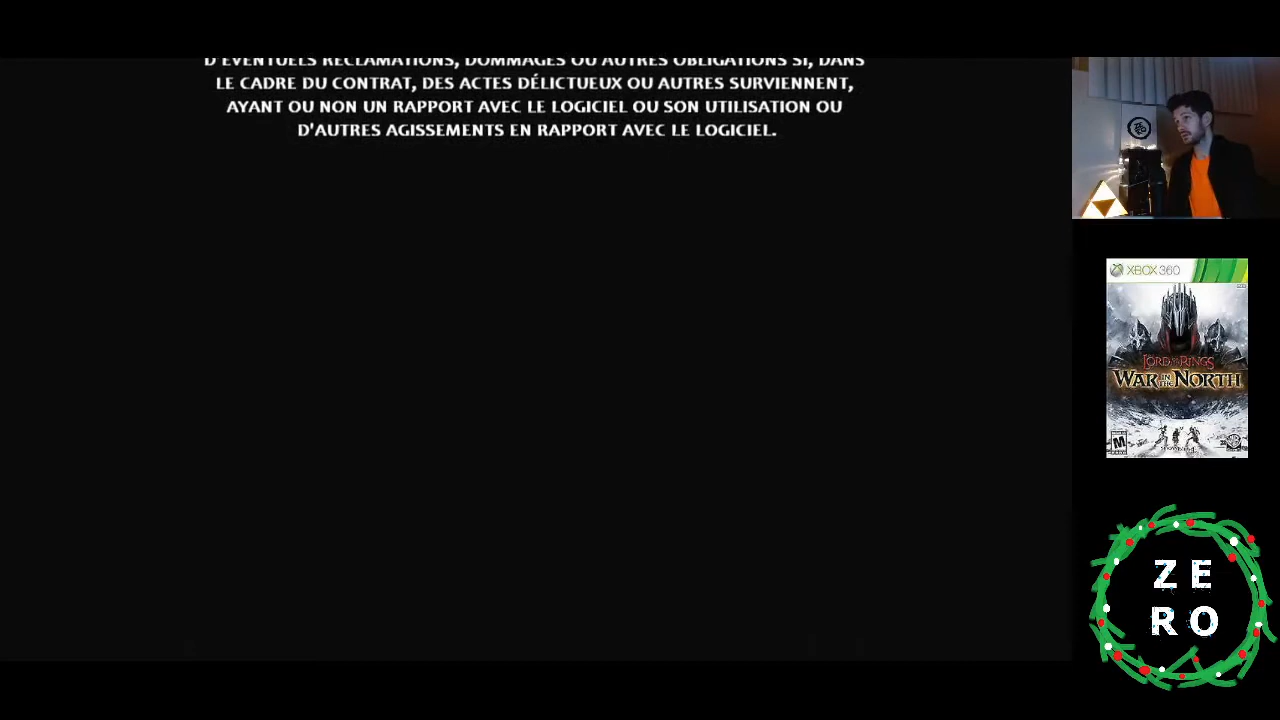 D'ÉVENTUELS RÉCLAMATIONS, DOMMAGES OU AUTRES OBLIGATIONS SI, DANS
LE CADRE DU CONTRAT, DES ACTES DÉLICTUEUX OU AUTRES SURVIENNENT,
AYANT OU NON UN RAPPORT AVEC LE LOGICIEL OU SON UTILISATION OU
D'AUTRES AGISSEMENTS EN RAPPORT AVEC LE LOGICIEL.
XBOX 360
THE LORD OF THE RINGS
WAR IN THE NORTH
M
ZE
RO